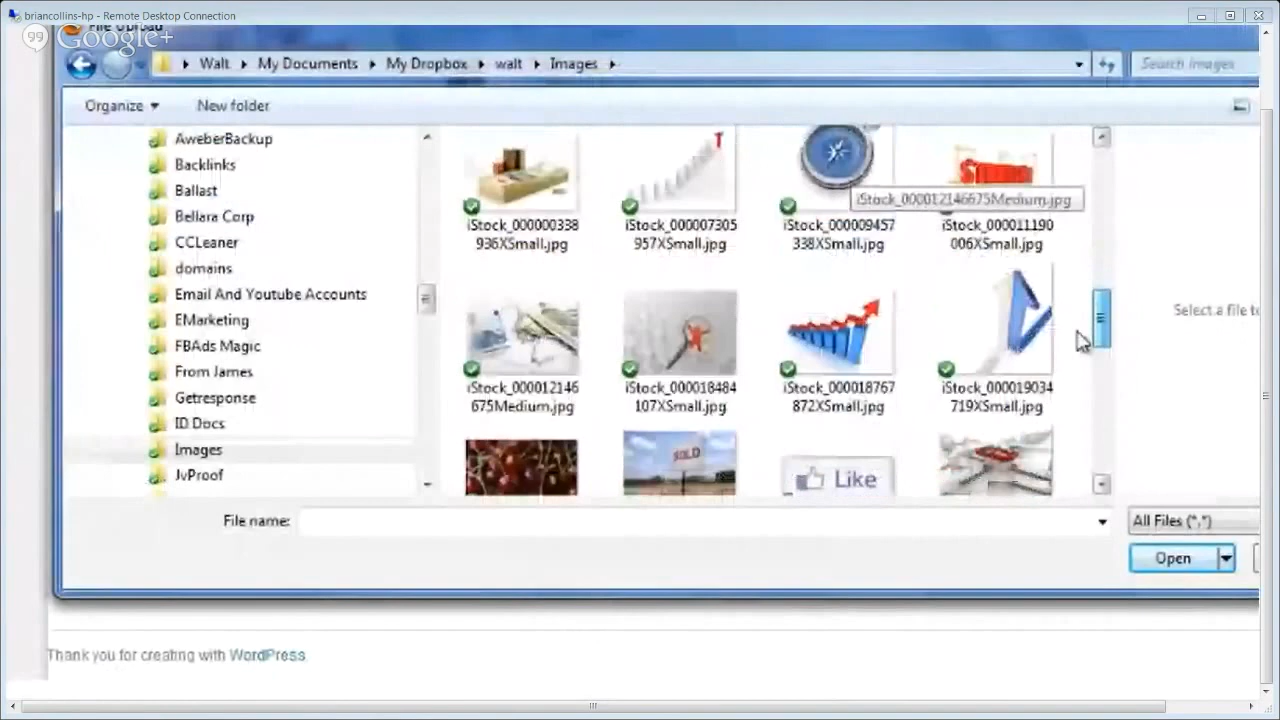 briancollins-hp - Remote Desktop Connection
File Upload
Google+
Walt
My Documents
My Dropbox
walt
Images
Search Images
Organize
New folder
AweberBackup
Backlinks
Ballast
Bellara Corp
CCLeaner
domains
Email And Youtube Accounts
EMarketing
FBAds Magic
From James
Getresponse
ID Docs
Images
JvProof
iStock_000012146675Medium.jpg
iStock_000000338
936XSmall.jpg
iStock_000007305
957XSmall.jpg
iStock_000009457
338XSmall.jpg
iStock_000011190
006XSmall.jpg
iStock_000012146
675Medium.jpg
iStock_000018484
107XSmall.jpg
iStock_000018767
872XSmall.jpg
iStock_000019034
719XSmall.jpg
SOLD
Like
Select a file to
File name:
All Files (*.*)
Open
Thank you for creating with WordPress